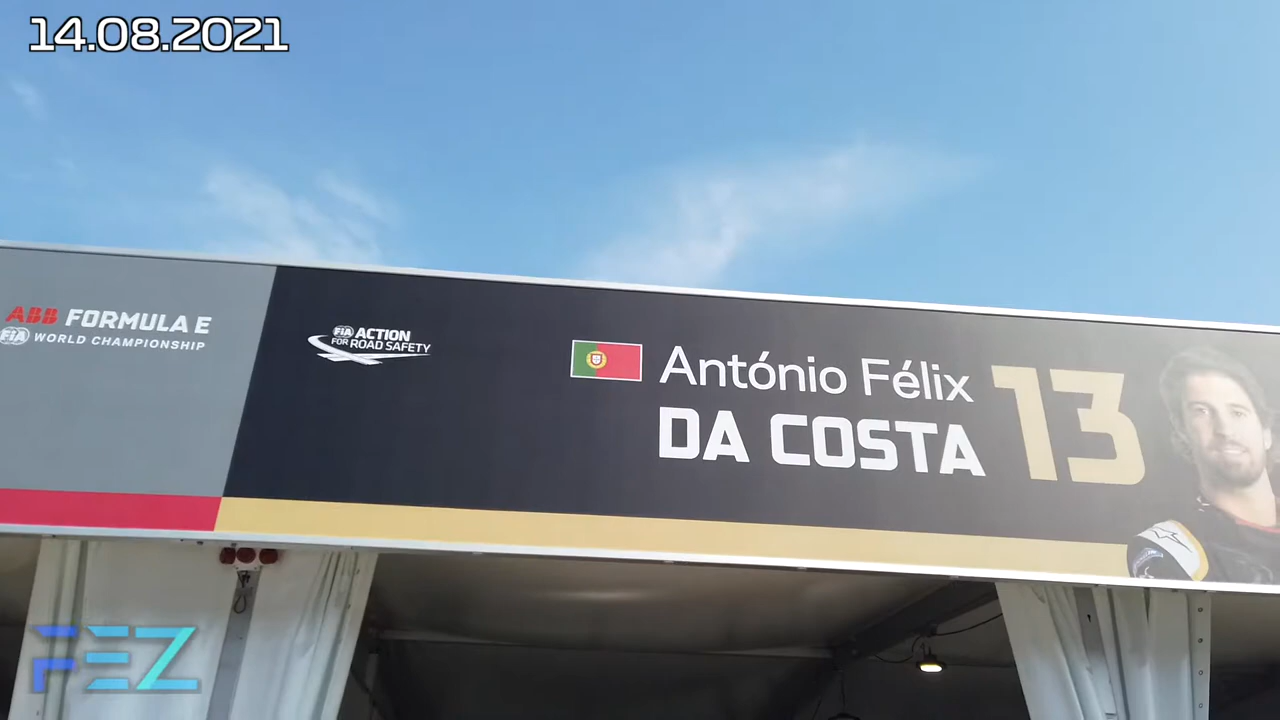 14.08.2021
ABB FORMULA E
FIA WORLD CHAMPIONSHIP
FIA ACTION
FOR ROAD SAFETY
António Félix
DA COSTA
13
FEZ